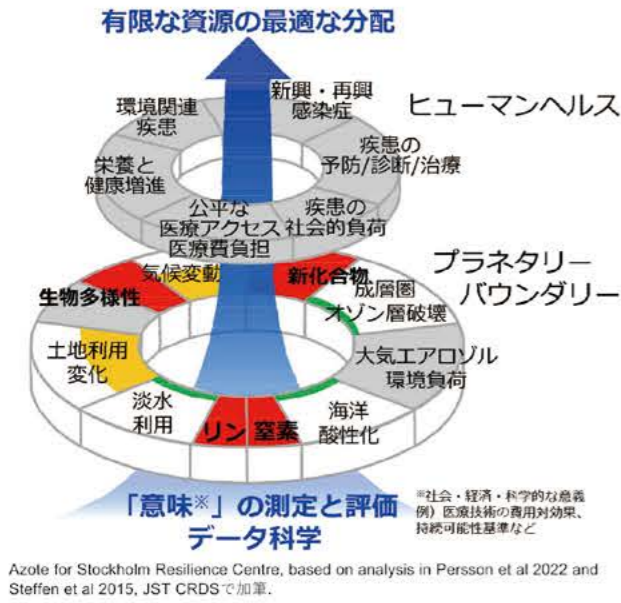 有限な資源の最適な分配
新興・再興
感染症
ヒューマンヘルス
環境関連
疾患
疾患の
予防/診断/治療
栄養と
健康増進
公平な
医療アクセス
医療費負担
疾患の
社会的負荷
プラネタリー
バウンダリー
気候変動
新化合物
生物多様性
成層圏
オゾン層破壊
土地利用
変化
大気エアロゾル
環境負荷
淡水
利用
リン
窒素
海洋
酸性化
「意味※」の測定と評価
データ科学
※社会・経済・科学的な意義
例）医療技術の費用対効果、
持続可能性基準など
Azote for Stockholm Resilience Centre, based on analysis in Persson et al 2022 and
Steffen et al 2015, JST CRDSで加筆.